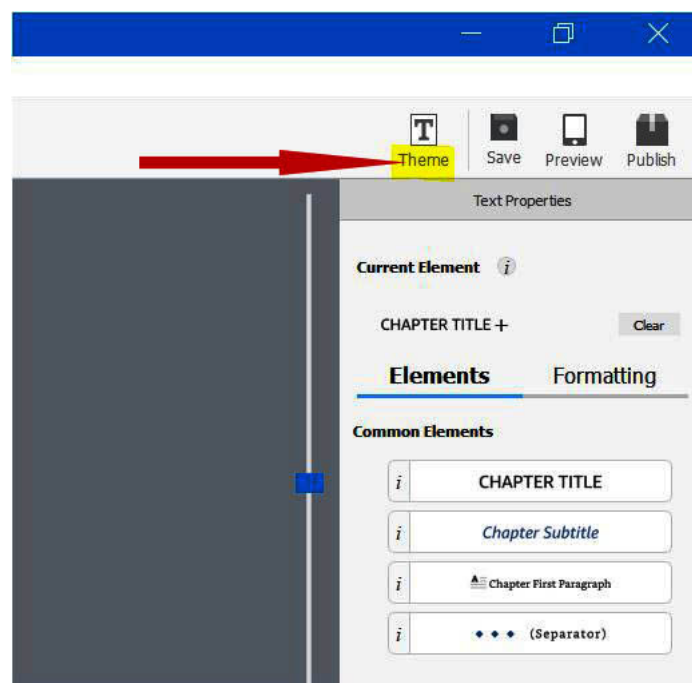 Theme Save Preview Publish
Text Properties
Current Element i
CHAPTER TITLE + Clear
Elements Formatting
Common Elements
i CHAPTER TITLE
i Chapter Subtitle
i A Chapter First Paragraph
i (Separator)